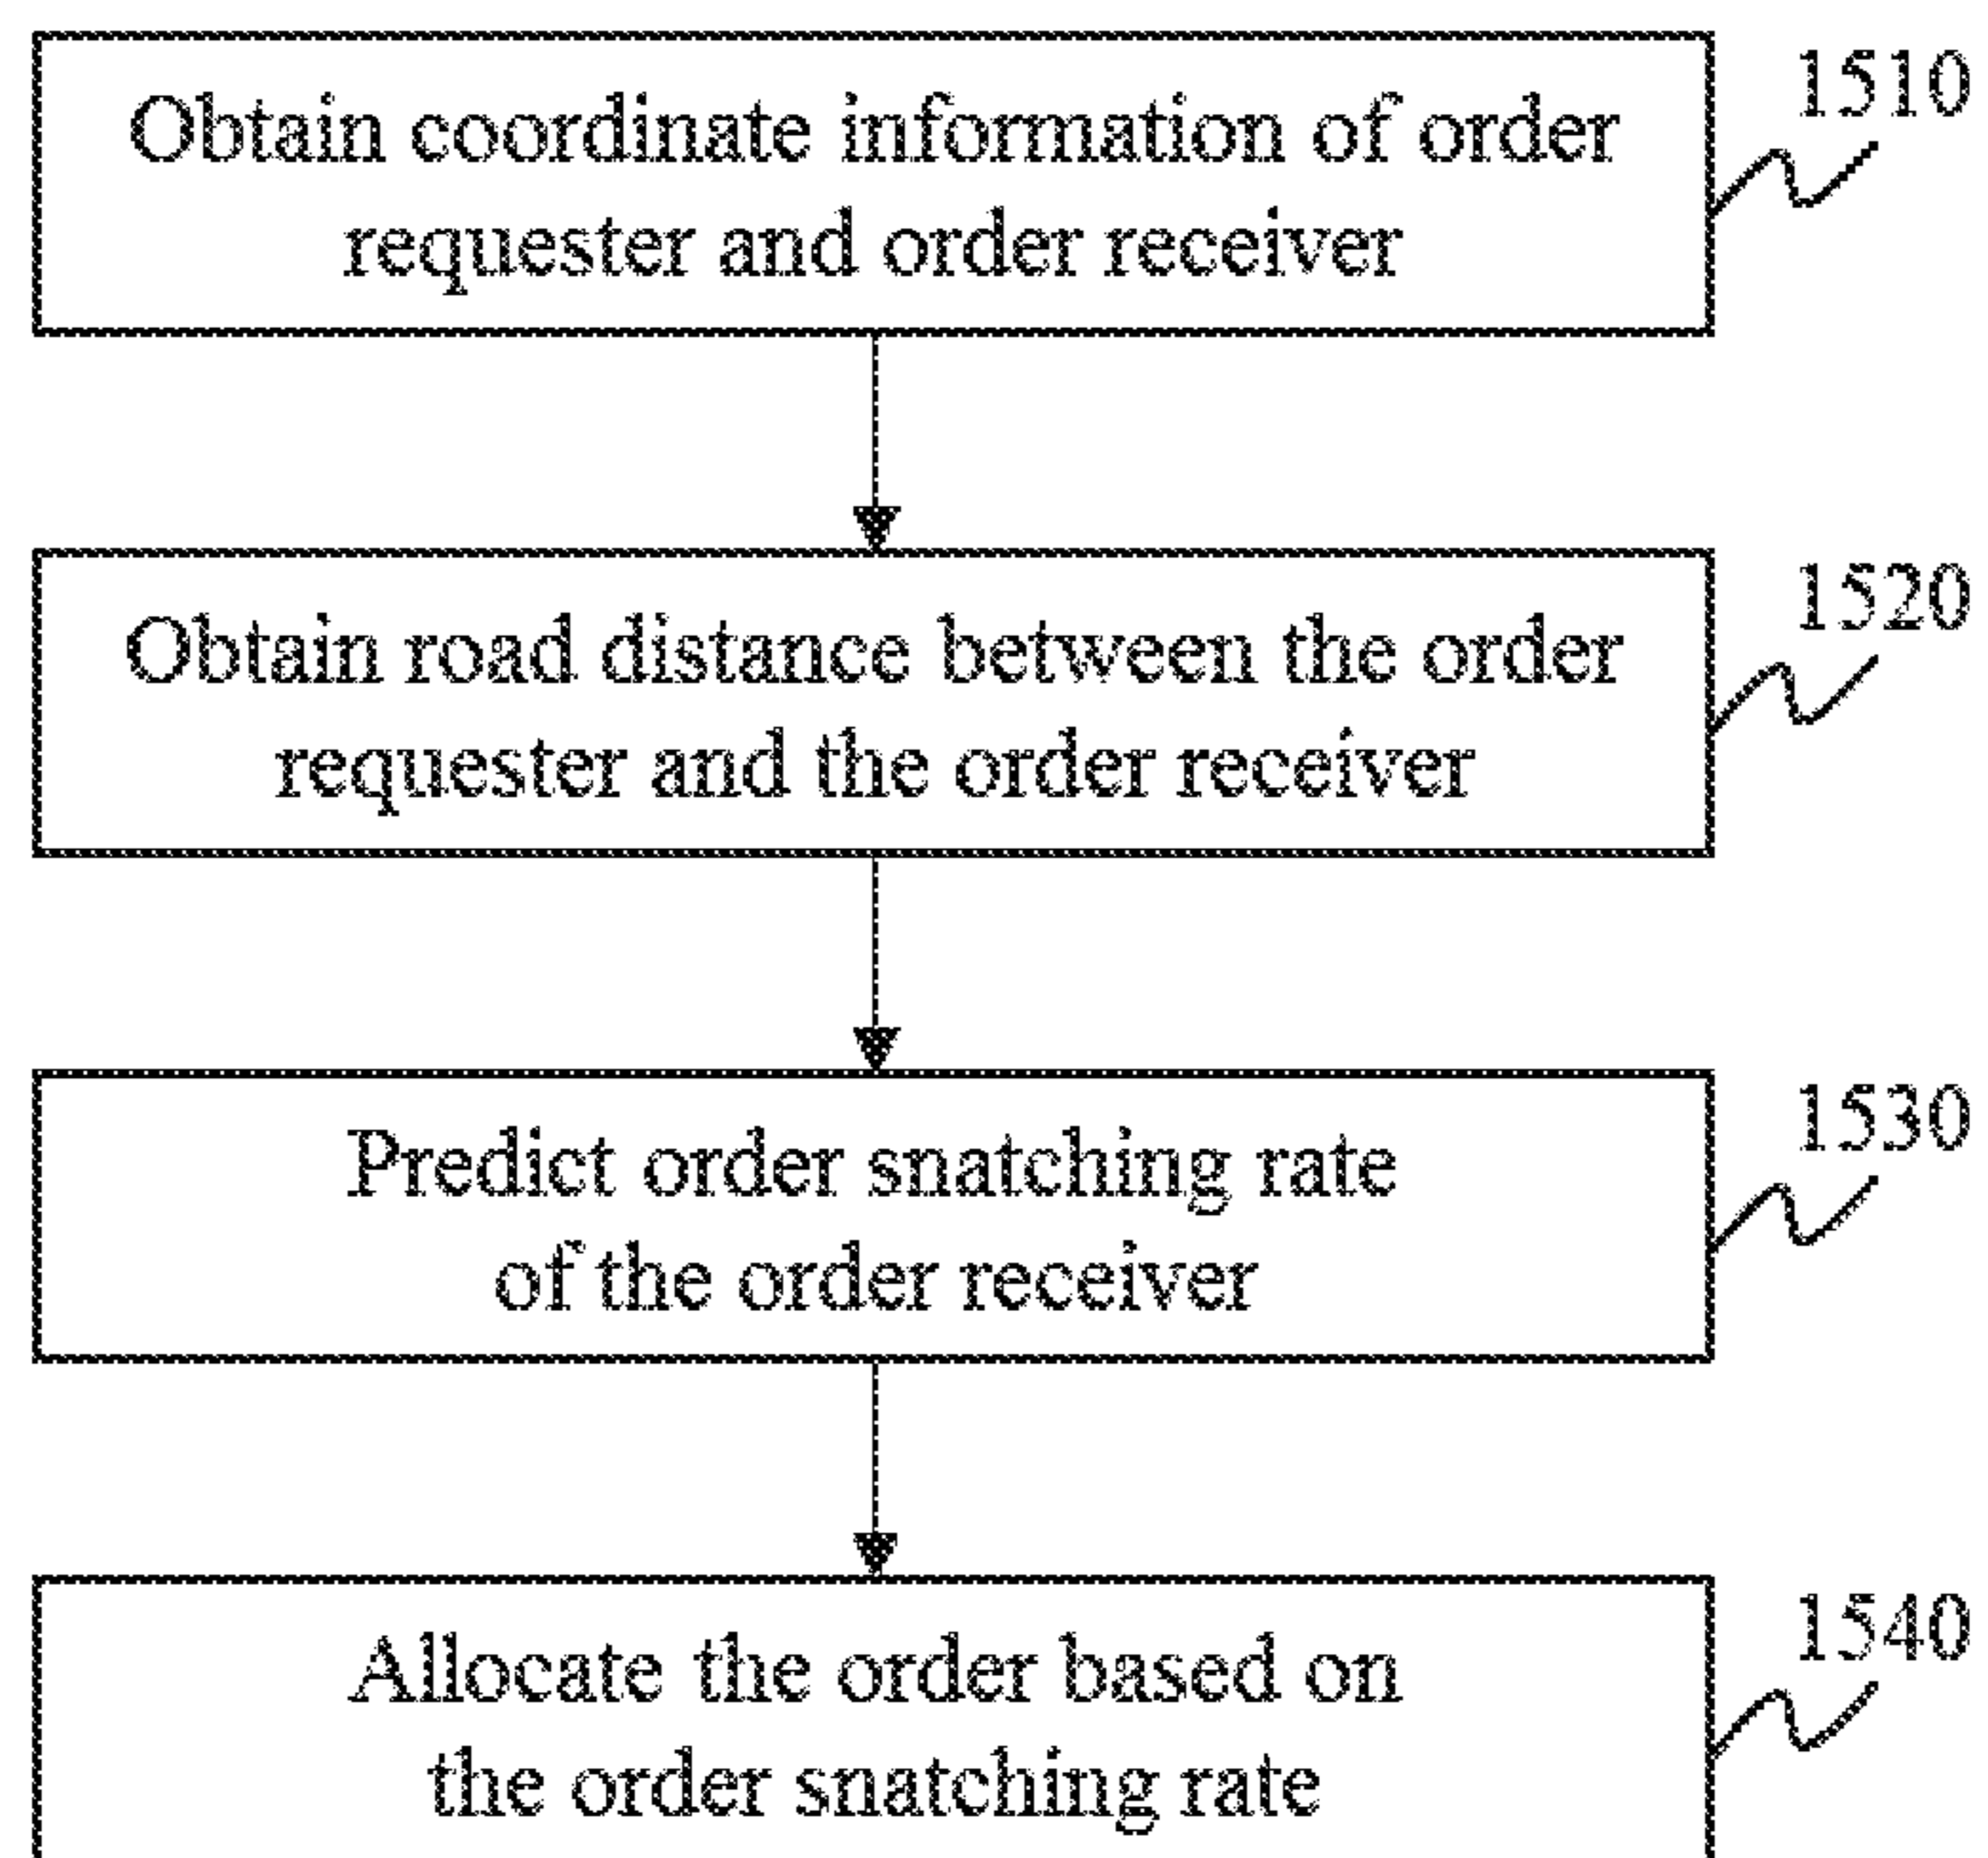 Obtain coordinate information of order
requester and order receiver
1510
Obtain road distance between the order
requester and the order receiver
1520
Predict order snatching rate
of the order receiver
1530
Allocate the order based on
the order snatching rate
1540